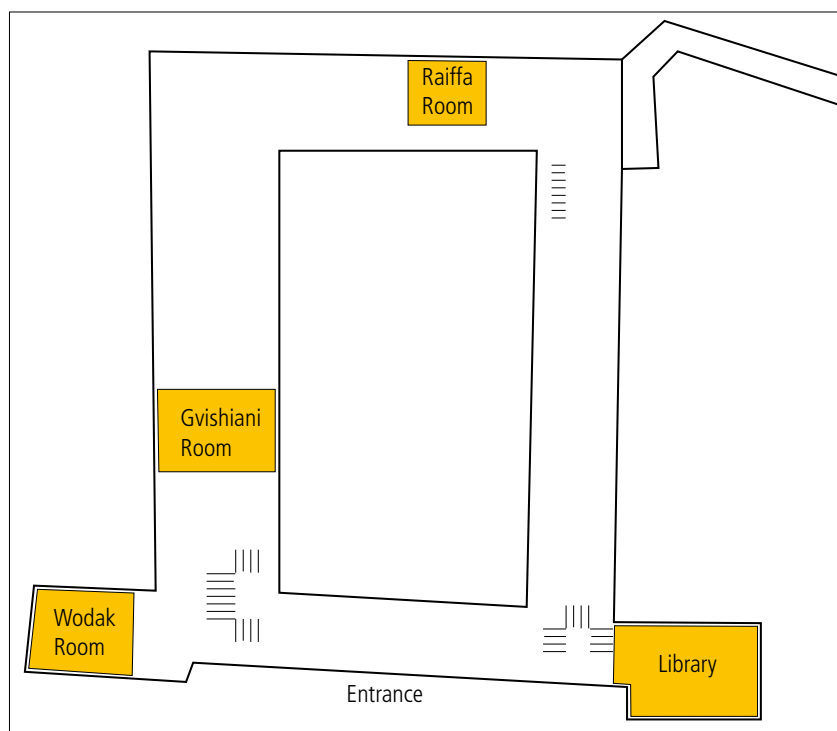 Raiffa
Room
Gvishiani
Room
Wodak
Room
Library
Entrance